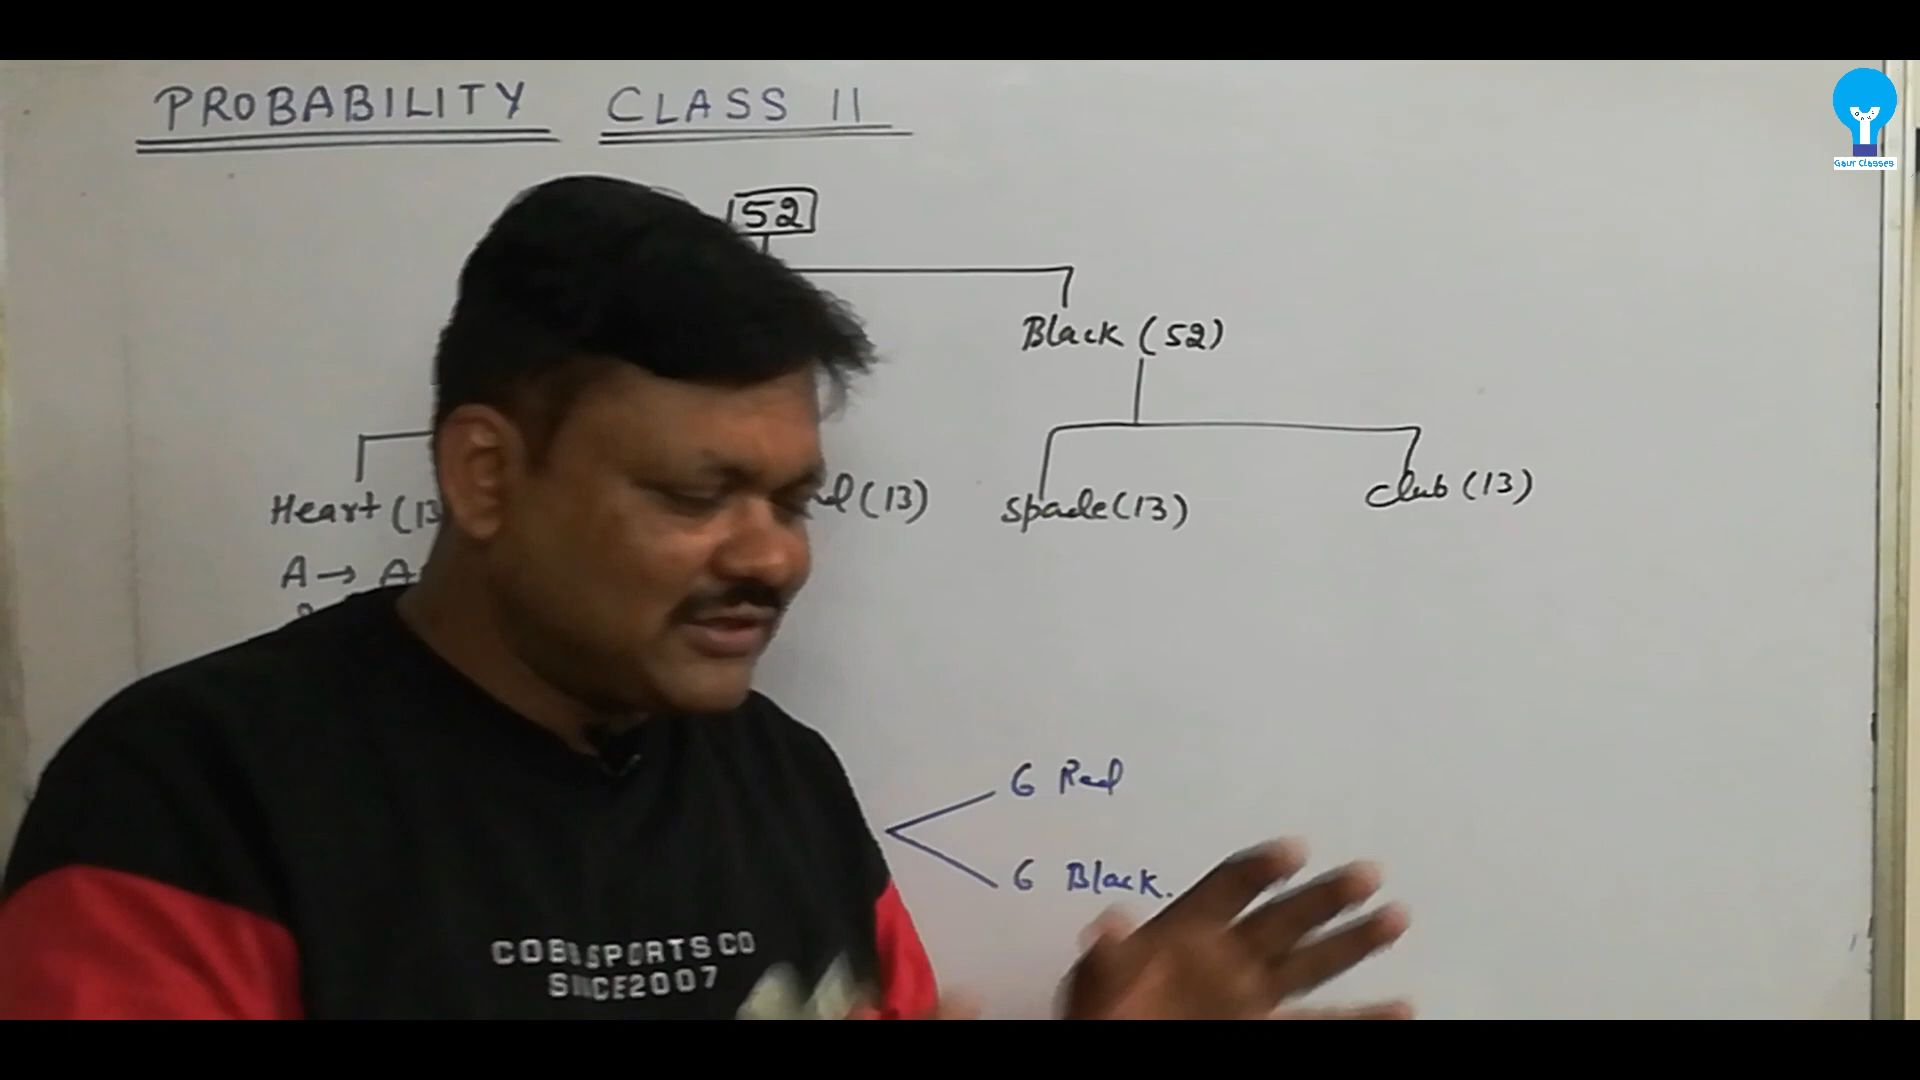 PROBABILITY CLASS 11
Gaur Classes
52
Black (52)
Heart (13
(13)
Spade (13)
Club (13)
A →
6 Red
6 Black.
SPORTS CO
SINCE 2007